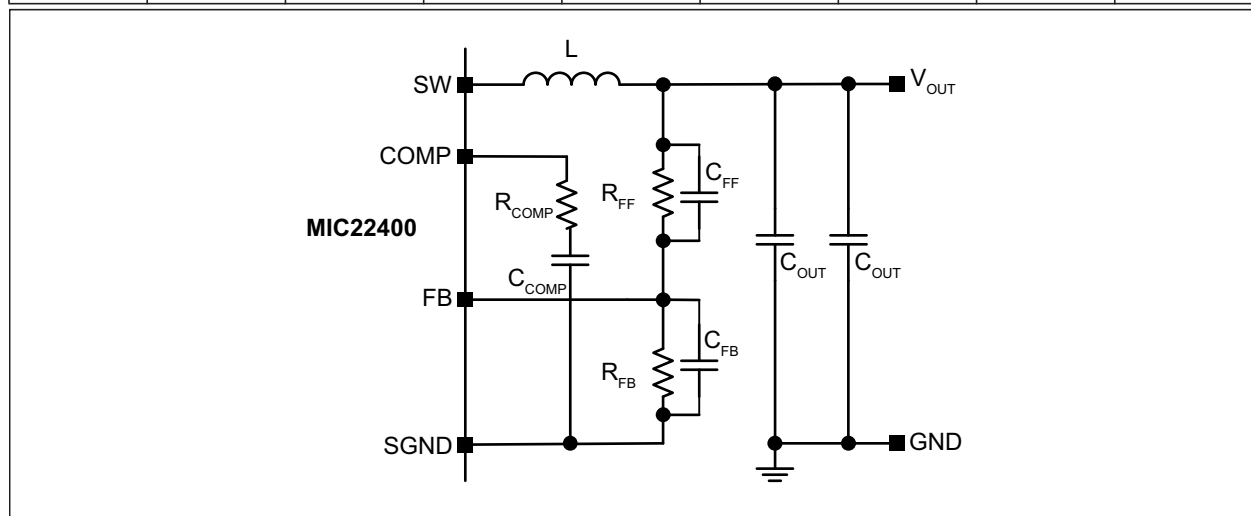 L
SW
V_OUT
COMP
C_FF
R_FF
R_COMP
MIC22400
C_OUT
C_OUT
C_COMP
FB
C_FB
R_FB
SGND
GND